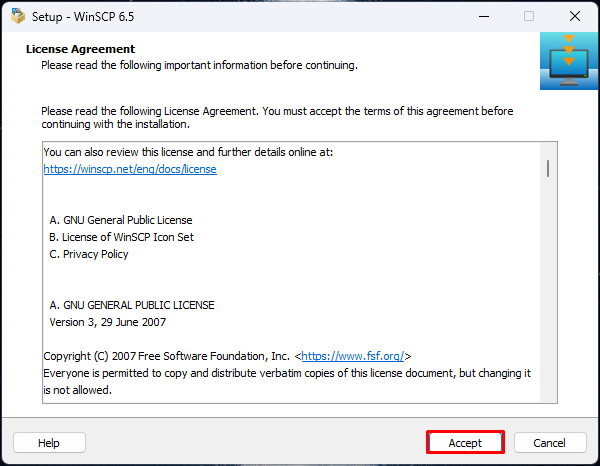 Setup - WinSCP 6.5
License Agreement
Please read the following important information before continuing.
Please read the following License Agreement. You must accept the terms of this agreement before
continuing with the installation.
You can also review this license and further details online at:
https://winscp.net/eng/docs/license
A. GNU General Public License
B. License of WinSCP Icon Set
C. Privacy Policy
A. GNU GENERAL PUBLIC LICENSE
Version 3, 29 June 2007
Copyright (C) 2007 Free Software Foundation, Inc. <https://www.fsf.org/>
Everyone is permitted to copy and distribute verbatim copies of this license document, but changing it
is not allowed.
Help
Accept
Cancel